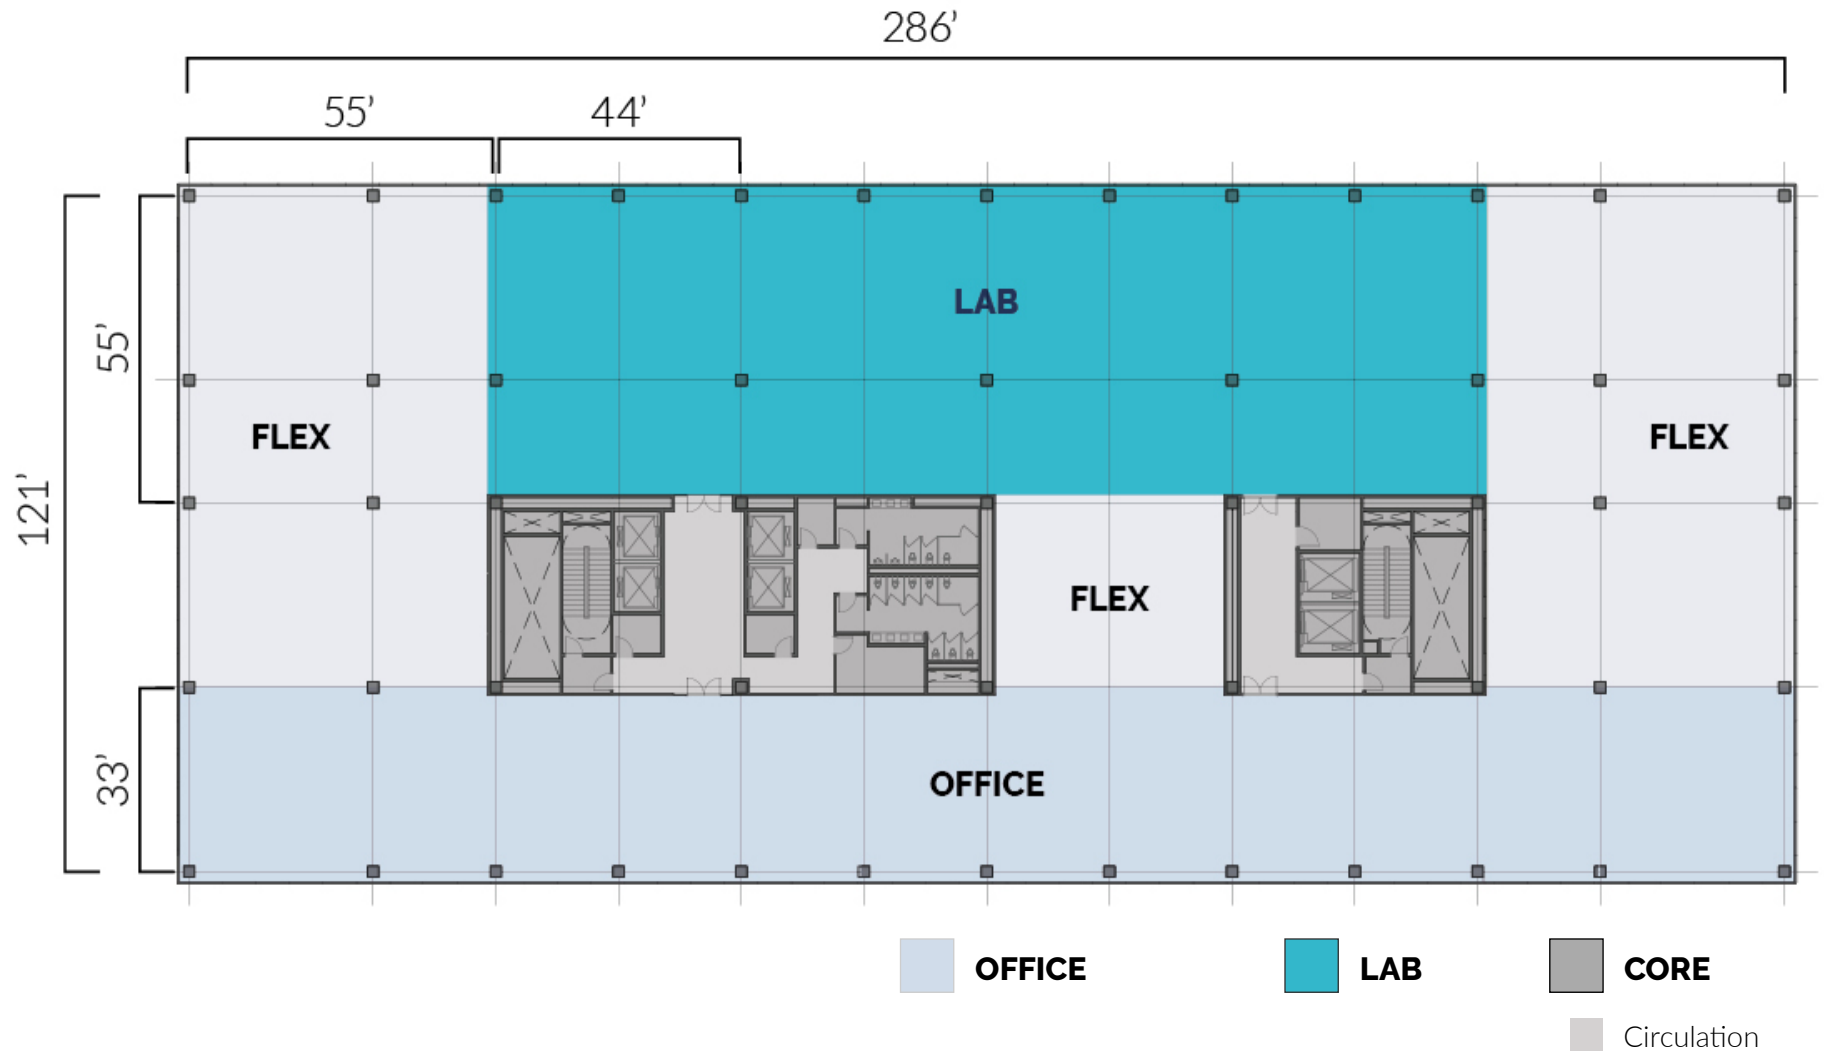 286’
55’
44’
LAB
55’
FLEX
FLEX
121’
FLEX
33’
OFFICE
OFFICE
LAB
CORE
Circulation